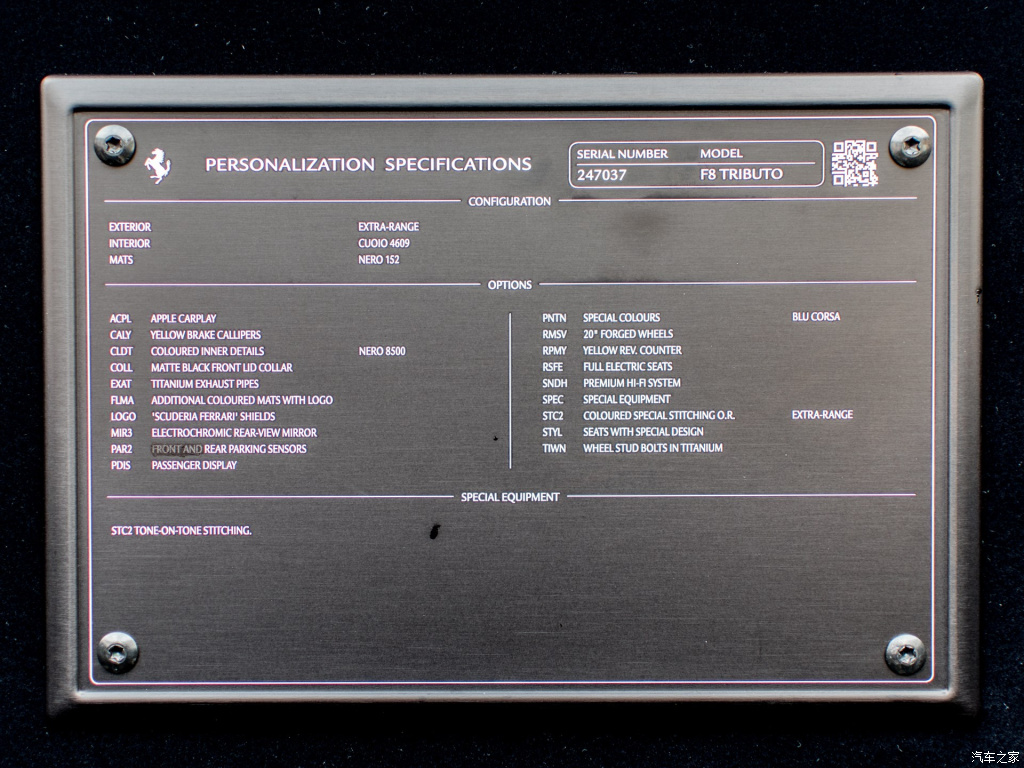 PERSONALIZATION SPECIFICATIONS
SERIAL NUMBER MODEL
247037 F8 TRIBUTO
CONFIGURATION
EXTERIOR EXTRA-RANGE
INTERIOR CUOIO 4609
MATS NERO 152
OPTIONS
ACPL APPLE CARPLAY
CALY YELLOW BRAKE CALLIPERS
CLDT COLOURED INNER DETAILS NERO 8500
COLL MATTE BLACK FRONT LID COLLAR
EXAT TITANIUM EXHAUST PIPES
FLMA ADDITIONAL COLOURED MATS WITH LOGO
LOGO 'SCUDERIA FERRARI' SHIELDS
MIR3 ELECTROCHROMIC REAR-VIEW MIRROR
PAR2 FRONT AND REAR PARKING SENSORS
PDIS PASSENGER DISPLAY
PNTN SPECIAL COLOURS BLU CORSA
RMSV 20" FORGED WHEELS
RPMY YELLOW REV. COUNTER
RSFE FULL ELECTRIC SEATS
SNDH PREMIUM HI-FI SYSTEM
SPEC SPECIAL EQUIPMENT
STC2 COLOURED SPECIAL STITCHING O.R. EXTRA-RANGE
STYL SEATS WITH SPECIAL DESIGN
TIWN WHEEL STUD BOLTS IN TITANIUM
SPECIAL EQUIPMENT
STC2 TONE-ON-TONE STITCHING.
汽车之家